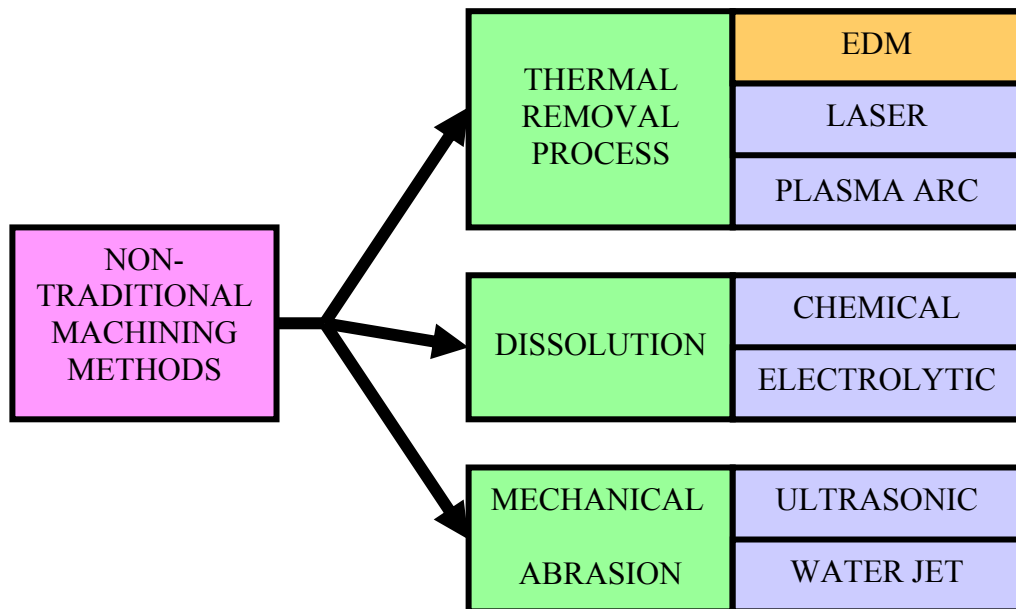 NON-
TRADITIONAL
MACHINING
METHODS
THERMAL
REMOVAL
PROCESS
EDM
LASER
PLASMA ARC
DISSOLUTION
CHEMICAL
ELECTROLYTIC
MECHANICAL
ABRASION
ULTRASONIC
WATER JET